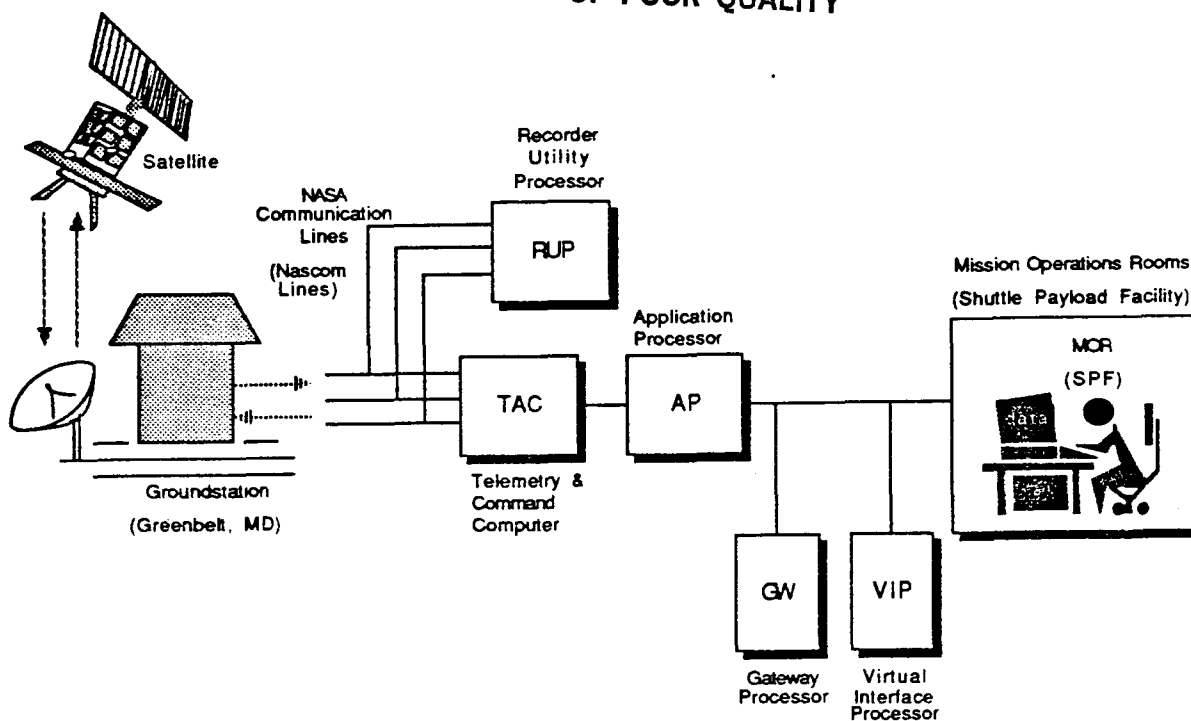 OF POOR QUALITY
Satellite
Recorder
Utility
Processor
NASA
Communication
Lines
(Nascom
Lines)
RUP
Mission Operations Rooms
(Shuttle Payload Facility)
Application
Processor
MOR
(SPF)
data
TAC
AP
Telemetry &
Command
Computer
Groundstation
(Greenbelt, MD)
GW
VIP
Gateway
Processor
Virtual
Interface
Processor